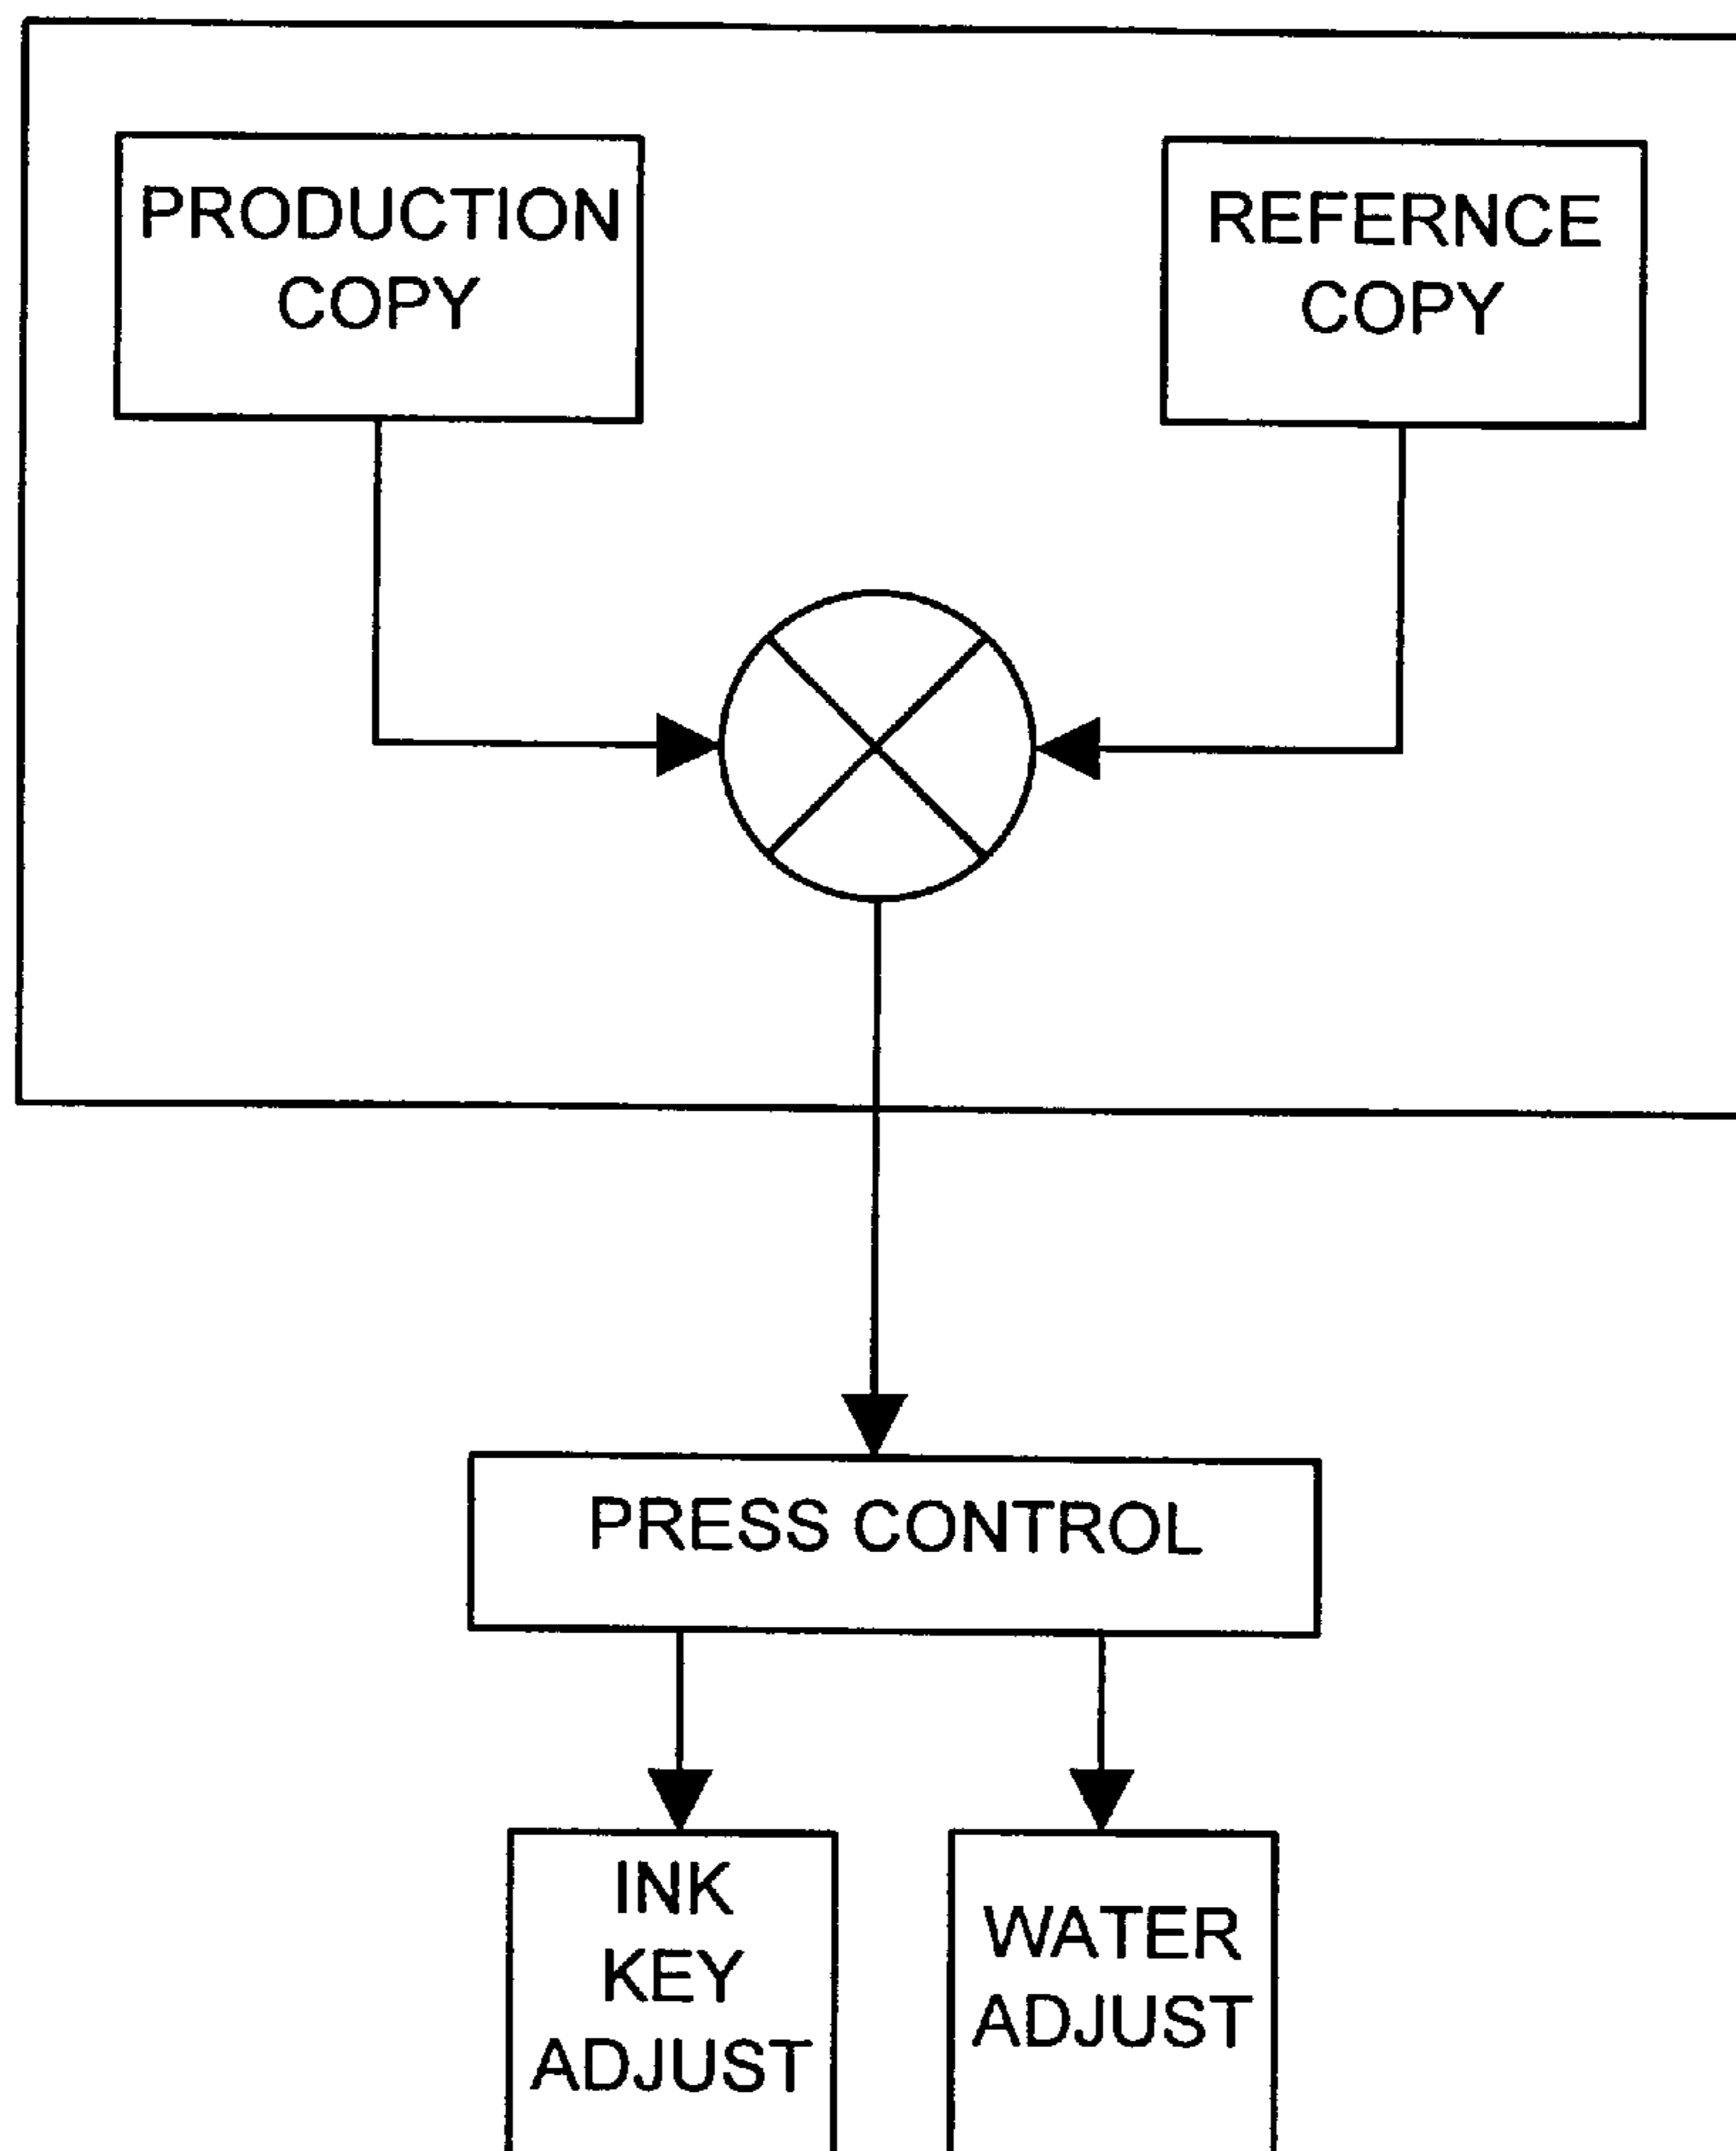 PRODUCTION
COPY
REFERNCE
COPY
PRESS CONTROL
INK
KEY
ADJUST
WATER
ADJUST